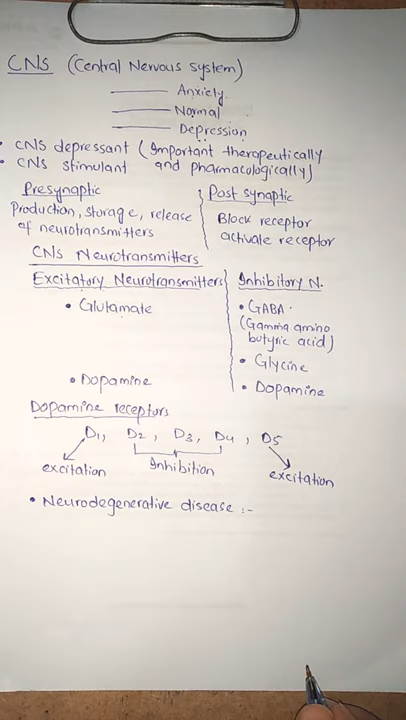 CNS (Central Nervous System)
Anxiety
Normal
Depression
• CNS depressant (Important therapeutically
• CNS stimulant and pharmacologically)
Presynaptic
Production, storage, release
of neurotransmitters
Post synaptic
Block receptor
activate receptor
CNS Neurotransmitters
Excitatory Neurotransmitters
• Glutamate
• Dopamine
Inhibitory N.
• GABA
(Gamma amino
butyric acid)
• Glycine
• Dopamine
Dopamine receptors
D1, D2, D3, D4, D5
excitation Inhibition excitation
• Neurodegenerative disease :-